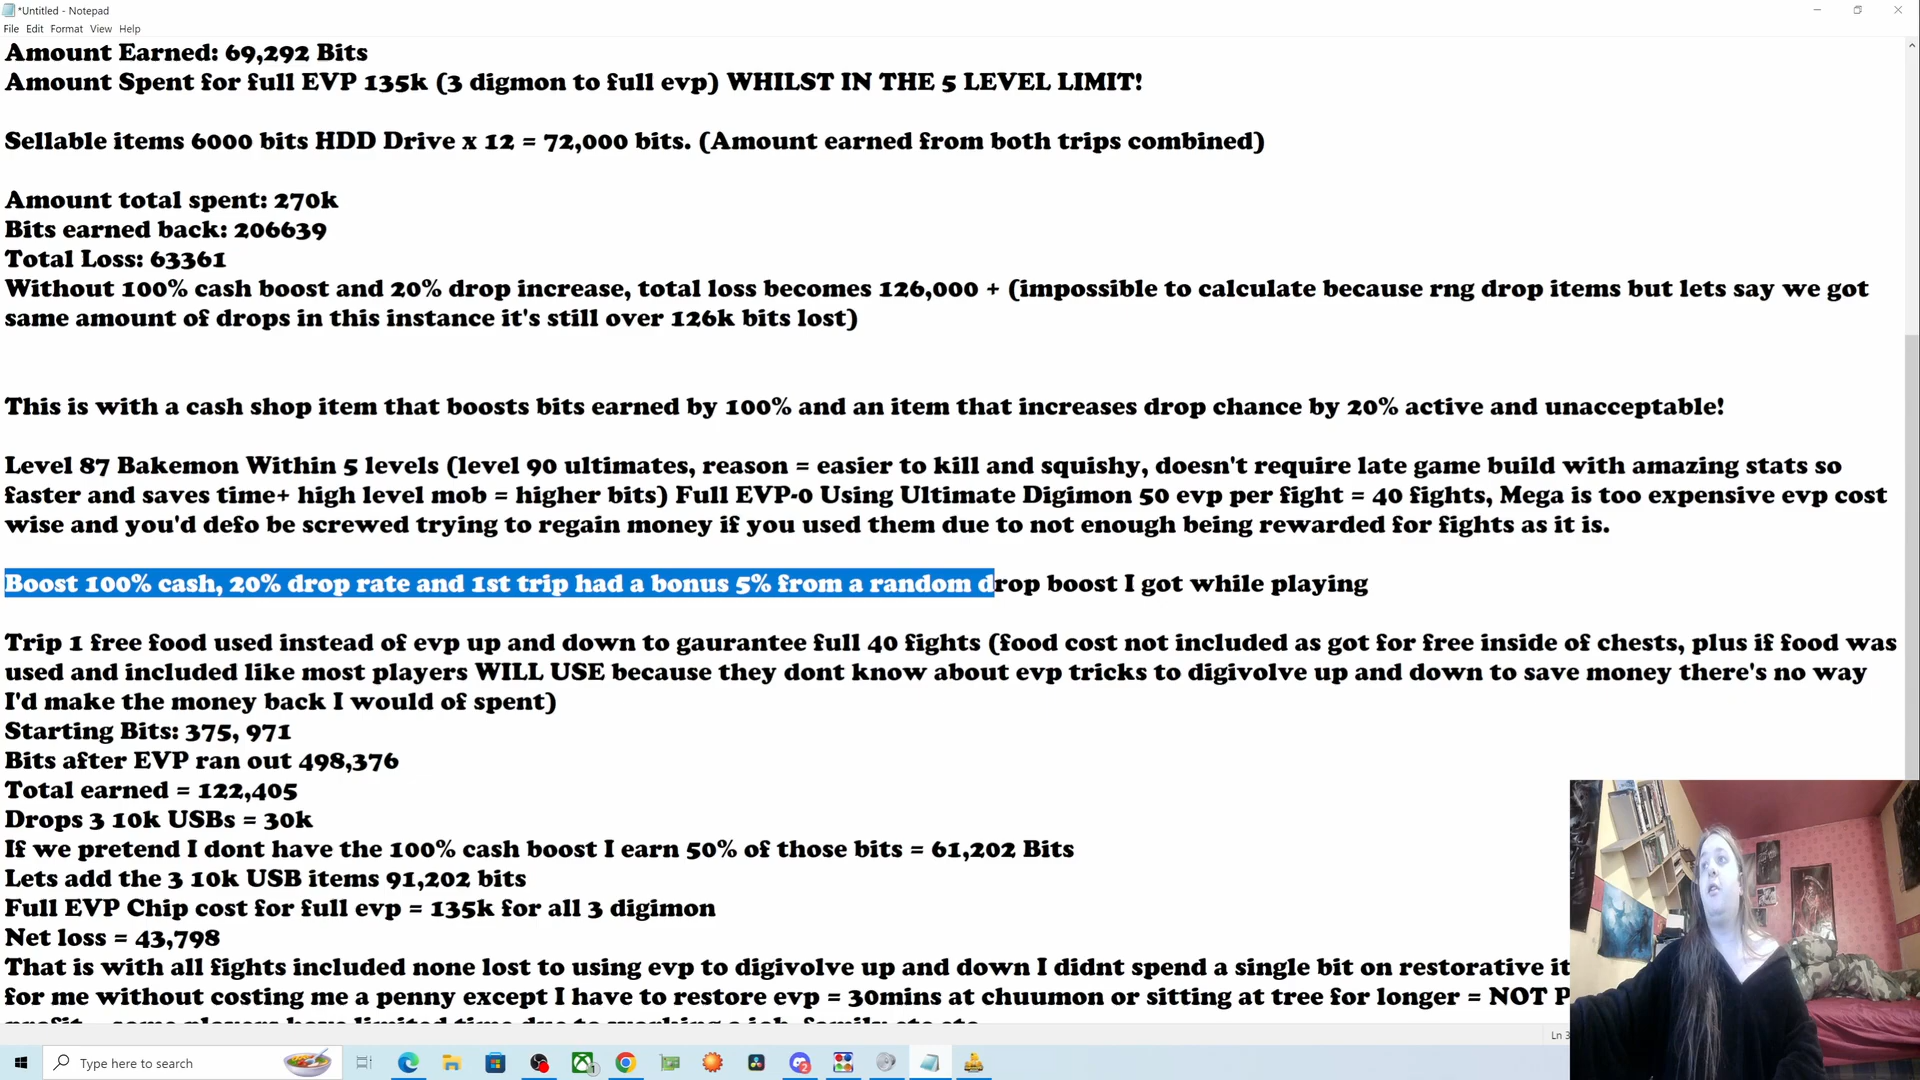 *Untitled - Notepad
File Edit Format View Help
Amount Earned: 69,292 Bits
Amount Spent for full EVP 135k (3 digmon to full evp) WHILST IN THE 5 LEVEL LIMIT!
Sellable items 6000 bits HDD Drive x 12 = 72,000 bits. (Amount earned from both trips combined)
Amount total spent: 270k
Bits earned back: 206639
Total Loss: 63361
Without 100% cash boost and 20% drop increase, total loss becomes 126,000 + (impossible to calculate because rng drop items but lets say we got
same amount of drops in this instance it's still over 126k bits lost)
This is with a cash shop item that boosts bits earned by 100% and an item that increases drop chance by 20% active and unacceptable!
Level 87 Bakemon Within 5 levels (level 90 ultimates, reason = easier to kill and squishy, doesn't require late game build with amazing stats so
faster and saves time+ high level mob = higher bits) Full EVP-0 Using Ultimate Digimon 50 evp per fight = 40 fights, Mega is too expensive evp cost
wise and you'd defo be screwed trying to regain money if you used them due to not enough being rewarded for fights as it is.
Boost 100% cash, 20% drop rate and 1st trip had a bonus 5% from a random drop boost I got while playing
Trip 1 free food used instead of evp up and down to gaurantee full 40 fights (food cost not included as got for free inside of chests, plus if food was
used and included like most players WILL USE because they dont know about evp tricks to digivolve up and down to save money there's no way
I'd make the money back I would of spent)
Starting Bits: 375, 971
Bits after EVP ran out 498,376
Total earned = 122,405
Drops 3 10k USBs = 30k
If we pretend I dont have the 100% cash boost I earn 50% of those bits = 61,202 Bits
Lets add the 3 10k USB items 91,202 bits
Full EVP Chip cost for full evp = 135k for all 3 digimon
Net loss = 43,798
That is with all fights included none lost to using evp to digivolve up and down I didnt spend a single bit on restorative it
for me without costing me a penny except I have to restore evp = 30mins at chuumon or sitting at tree for longer = NOT P
Ln 3
Type here to search